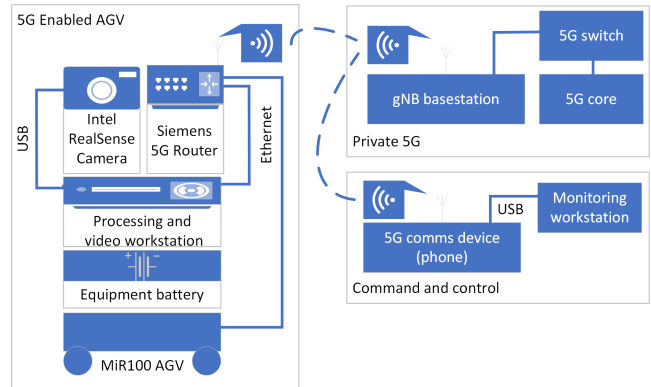 5G Enabled AGV
Intel
RealSense
Camera
Siemens
5G Router
USB
Ethernet
Processing and
video workstation
Equipment battery
MiR100 AGV
5G switch
gNB basestation
5G core
Private 5G
5G comms device
(phone)
USB
Monitoring
workstation
Command and control